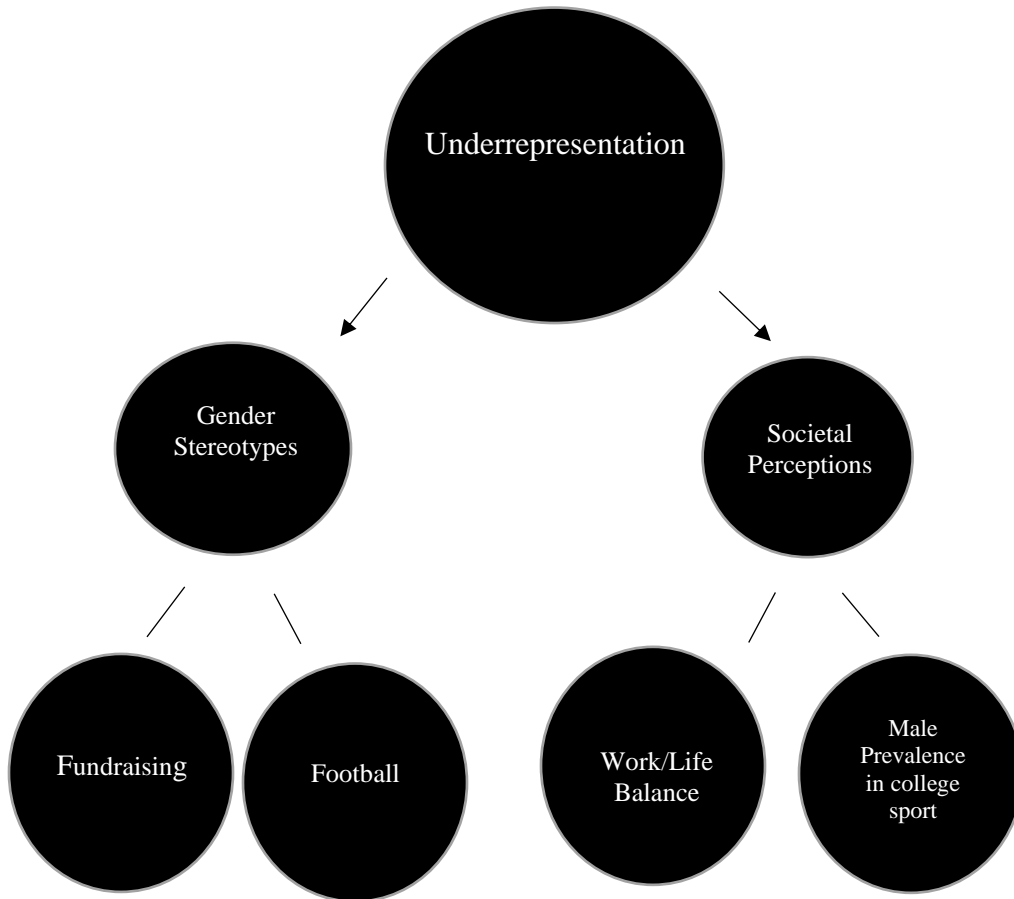 Underrepresentation
Gender
Stereotypes
Societal
Perceptions
Fundraising
Football
Work/Life
Balance
Male
Prevalence
in college
sport